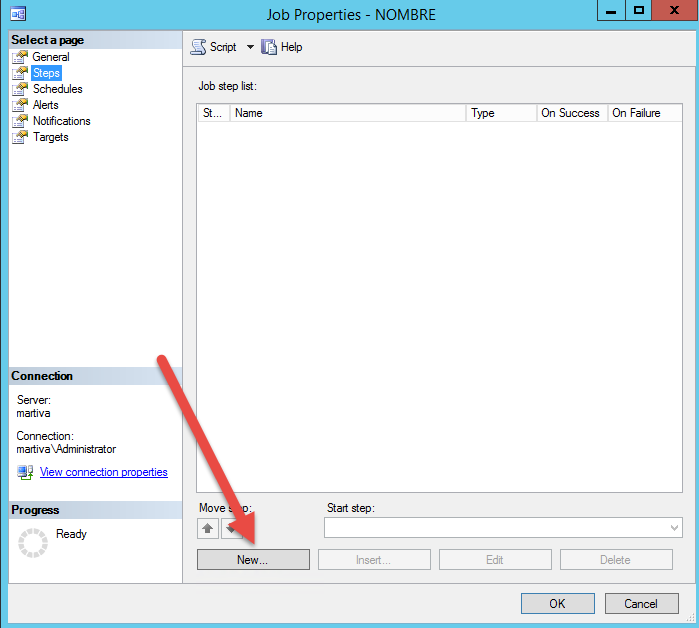 Job Properties - NOMBRE
Select a page
General
Steps
Schedules
Alerts
Notifications
Targets
Script
Help
Job step list:
St... Name Type On Success On Failure
Connection
Server:
martiva
Connection:
martiva\Administrator
View connection properties
Progress
Ready
Move step:
Start step:
New... Insert... Edit Delete
OK Cancel